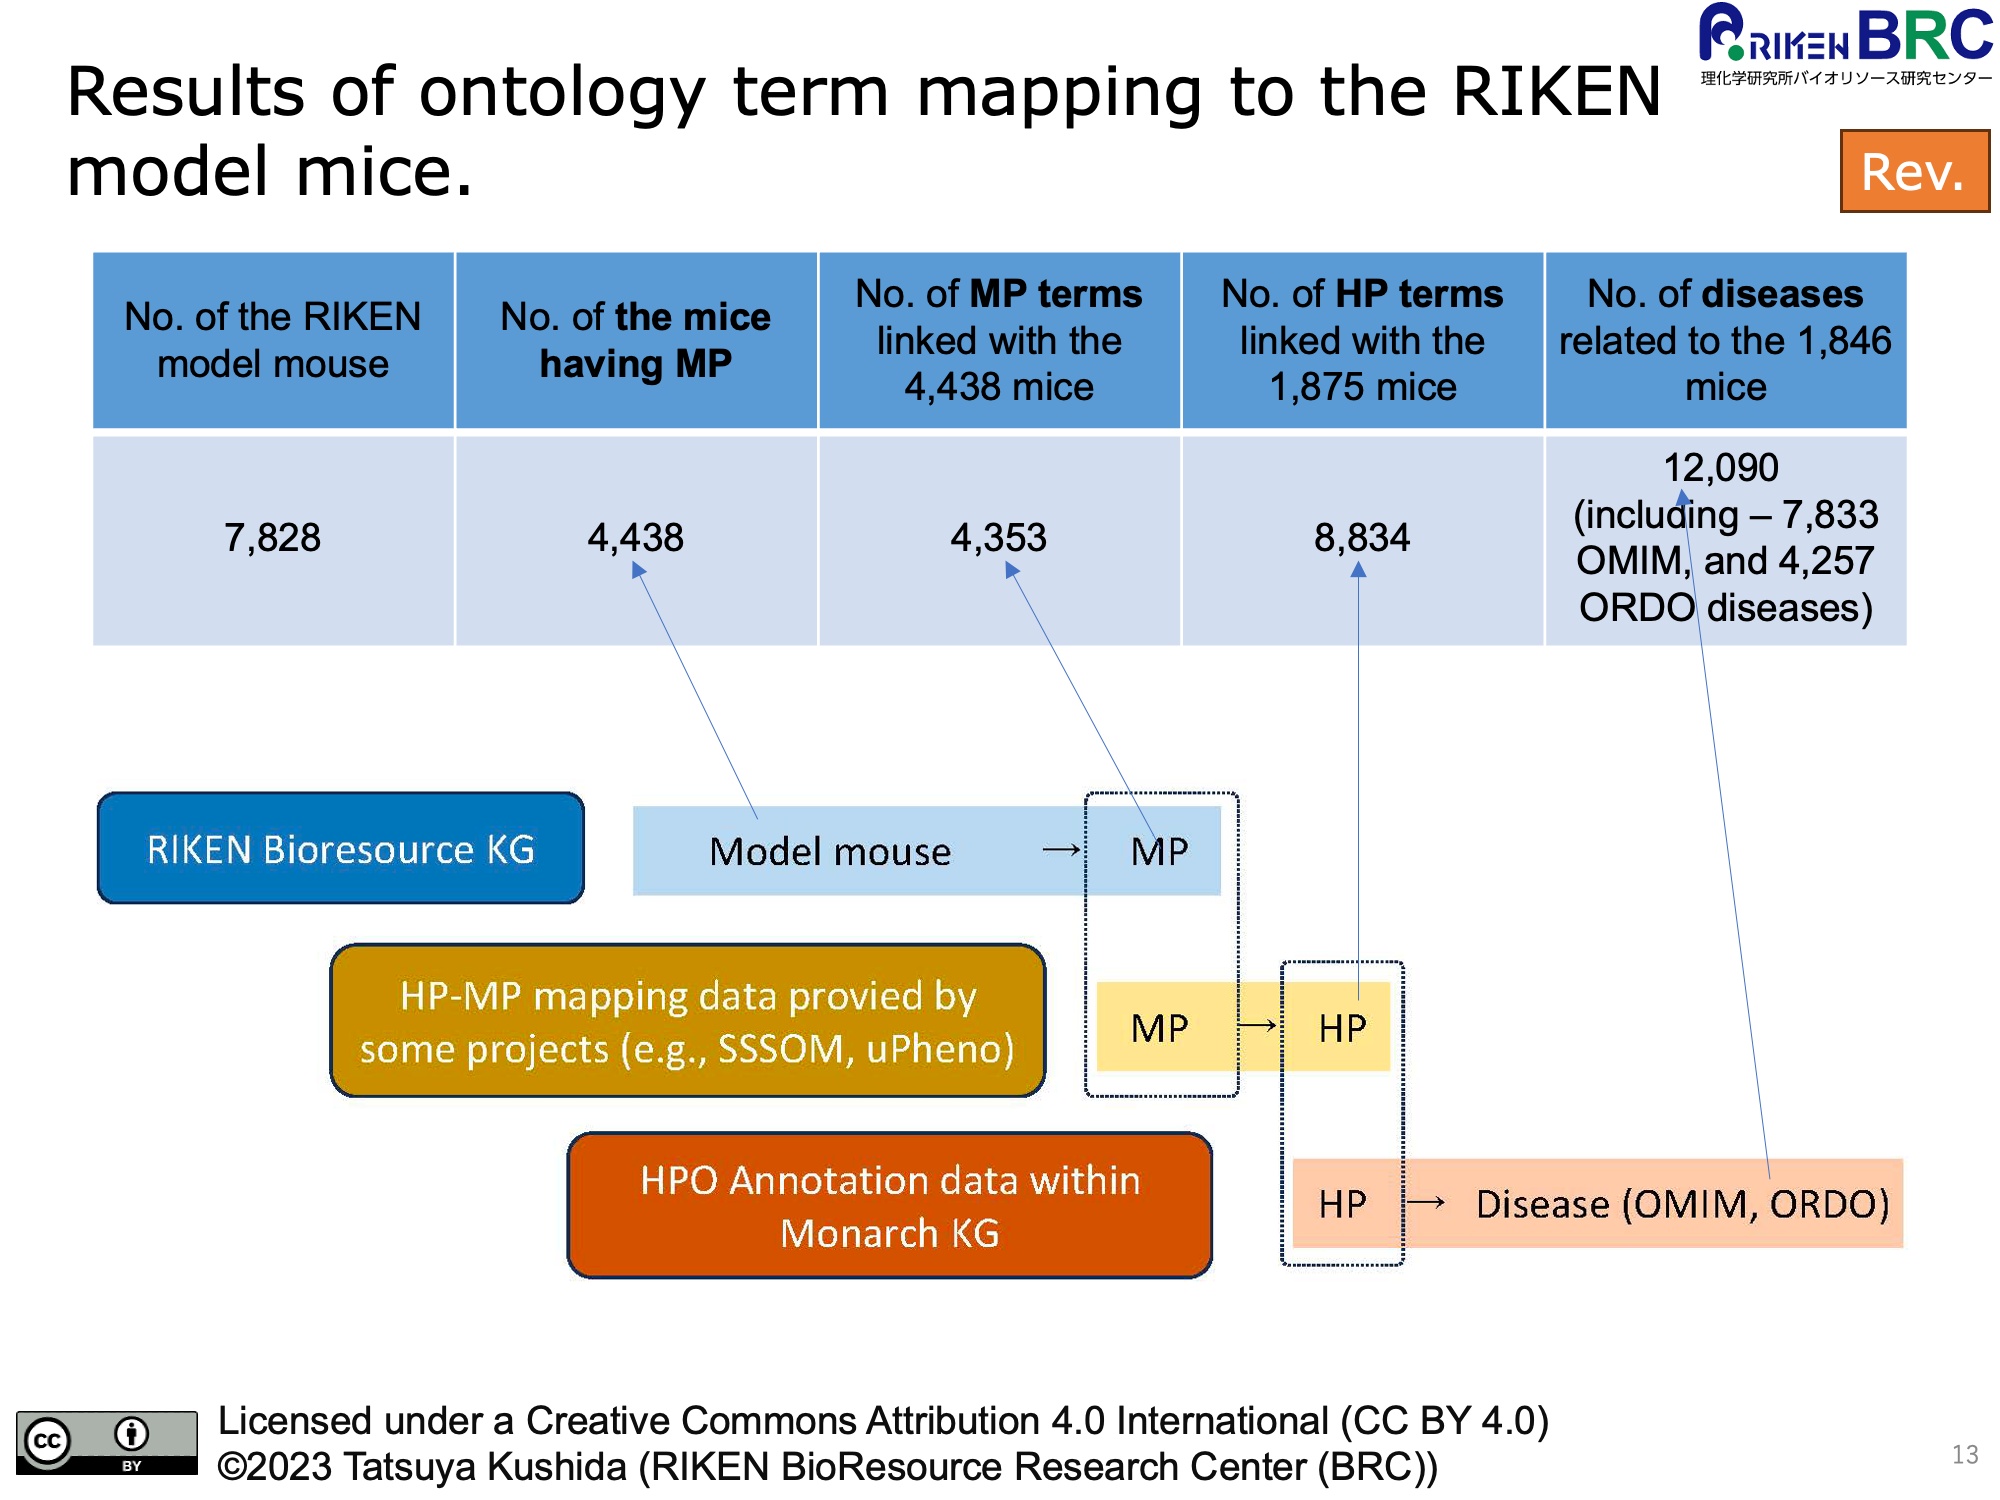 RIKEN BRC
理化学研究所バイオリソース研究センター
Results of ontology term mapping to the RIKEN
model mice.
Rev.
No. of the RIKEN
model mouse
No. of the mice
having MP
No. of MP terms
linked with the
4,438 mice
No. of HP terms
linked with the
1,875 mice
No. of diseases
related to the 1,846
mice
7,828
4,438
4,353
8,834
12,090
(including – 7,833
OMIM, and 4,257
ORDO diseases)
RIKEN Bioresource KG
Model mouse → MP
HP-MP mapping data provied by
some projects (e.g., SSSOM, uPheno)
MP → HP
HPO Annotation data within
Monarch KG
HP → Disease (OMIM, ORDO)
cc
BY
Licensed under a Creative Commons Attribution 4.0 International (CC BY 4.0)
©2023 Tatsuya Kushida (RIKEN BioResource Research Center (BRC))
13